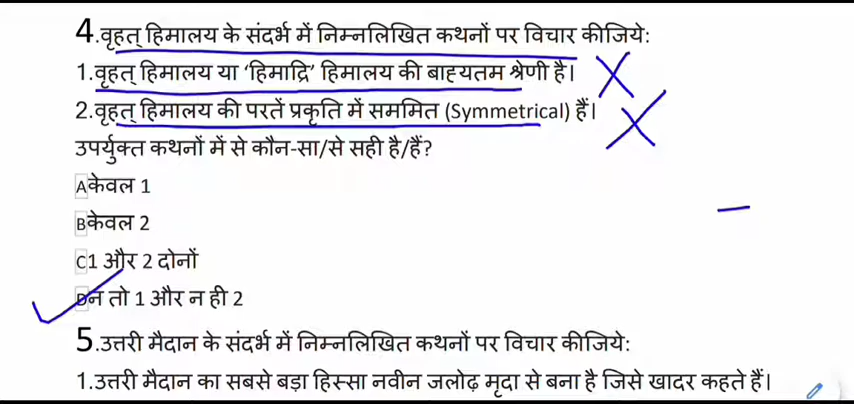 4.वृहत् हिमालय के संदर्भ में निम्नलिखित कथनों पर विचार कीजिये:
1.वृहत् हिमालय या ‘हिमाद्रि’ हिमालय की बाह्यतम श्रेणी है।
2.वृहत् हिमालय की परतें प्रकृति में सममित (Symmetrical) हैं।
उपर्युक्त कथनों में से कौन-सा/से सही है/हैं?
Aकेवल 1
Bकेवल 2
C1 और 2 दोनों
Dन तो 1 और न ही 2
5.उत्तरी मैदान के संदर्भ में निम्नलिखित कथनों पर विचार कीजिये:
1.उत्तरी मैदान का सबसे बड़ा हिस्सा नवीन जलोढ़ मृदा से बना है जिसे खादर कहते हैं।